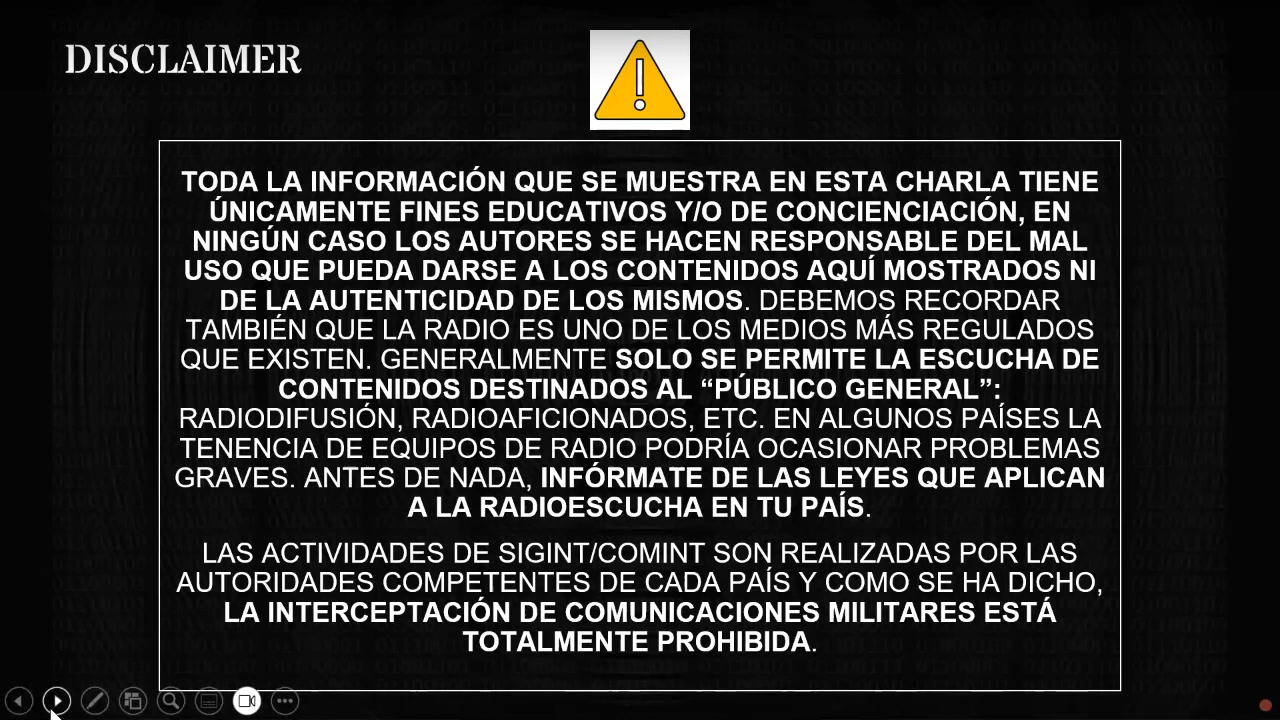 DISCLAIMER
TODA LA INFORMACIÓN QUE SE MUESTRA EN ESTA CHARLA TIENE
ÚNICAMENTE FINES EDUCATIVOS Y/O DE CONCIENCIACIÓN, EN
NINGÚN CASO LOS AUTORES SE HACEN RESPONSABLE DEL MAL
USO QUE PUEDA DARSE A LOS CONTENIDOS AQUÍ MOSTRADOS NI
DE LA AUTENTICIDAD DE LOS MISMOS. DEBEMOS RECORDAR
TAMBIÉN QUE LA RADIO ES UNO DE LOS MEDIOS MÁS REGULADOS
QUE EXISTEN. GENERALMENTE SOLO SE PERMITE LA ESCUCHA DE
CONTENIDOS DESTINADOS AL “PÚBLICO GENERAL”:
RADIODIFUSIÓN, RADIOAFICIONADOS, ETC. EN ALGUNOS PAÍSES LA
TENENCIA DE EQUIPOS DE RADIO PODRÍA OCASIONAR PROBLEMAS
GRAVES. ANTES DE NADA, INFÓRMATE DE LAS LEYES QUE APLICAN
A LA RADIOESCUCHA EN TU PAÍS.
LAS ACTIVIDADES DE SIGINT/COMINT SON REALIZADAS POR LAS
AUTORIDADES COMPETENTES DE CADA PAÍS Y COMO SE HA DICHO,
LA INTERCEPTACIÓN DE COMUNICACIONES MILITARES ESTÁ
TOTALMENTE PROHIBIDA.